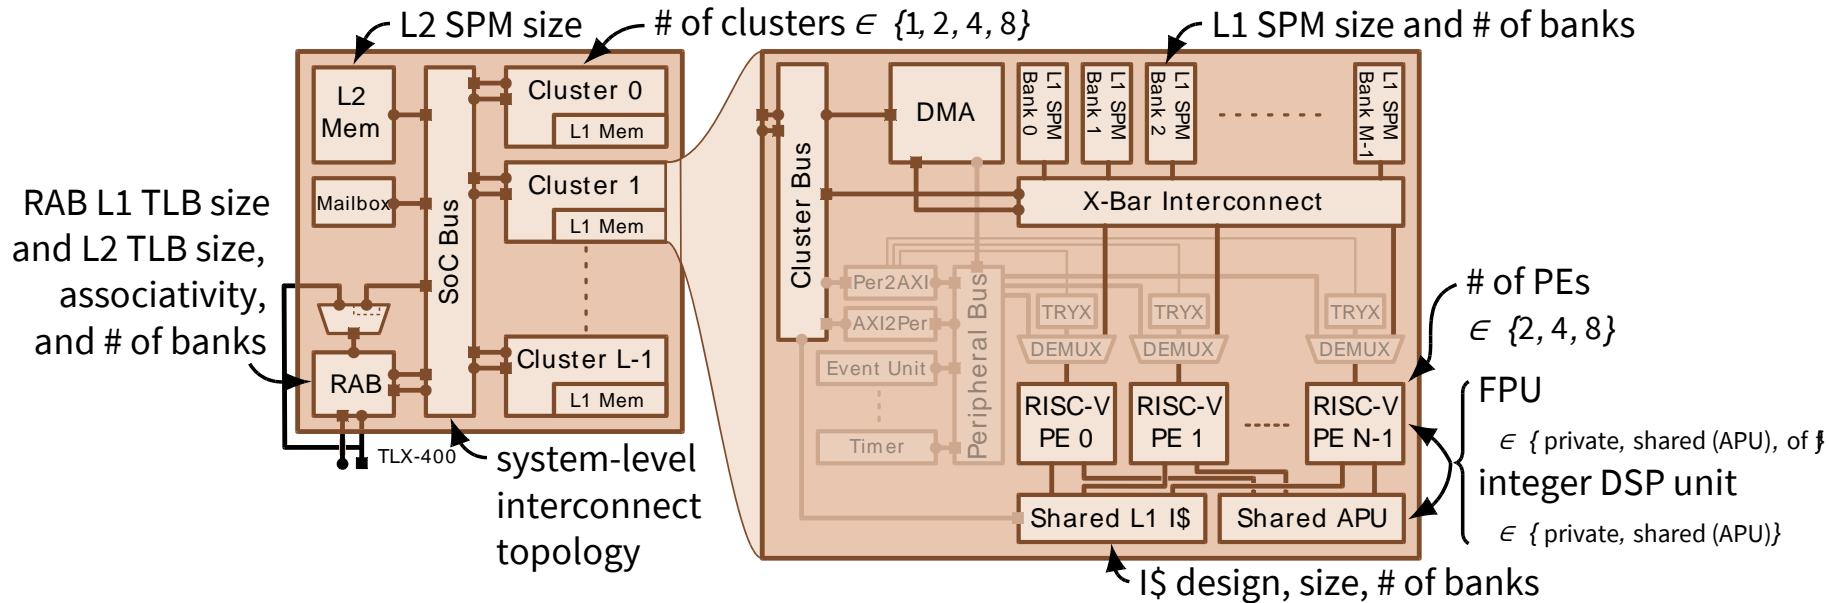 L2 SPM size
# of clusters ∈ {1, 2, 4, 8}
L1 SPM size and # of banks
L2
Mem
Mailbox
SoC Bus
RAB
TLX-400
Cluster 0
L1 Mem
Cluster 1
L1 Mem
Cluster L-1
L1 Mem
RAB L1 TLB size
and L2 TLB size,
associativity,
and # of banks
system-level
interconnect
topology
Cluster Bus
DMA
L1 SPM
Bank 0
L1 SPM
Bank 1
L1 SPM
Bank 2
L1 SPM
Bank M-1
X-Bar Interconnect
Per2AXI
AXI2Per
Event Unit
Timer
Peripheral Bus
TRYX
TRYX
TRYX
DEMUX
DEMUX
DEMUX
RISC-V
PE 0
RISC-V
PE 1
RISC-V
PE N-1
Shared L1 I$
Shared APU
# of PEs
∈ {2, 4, 8}
FPU
∈ { private, shared (APU), of
integer DSP unit
∈ { private, shared (APU)}
I$ design, size, # of banks